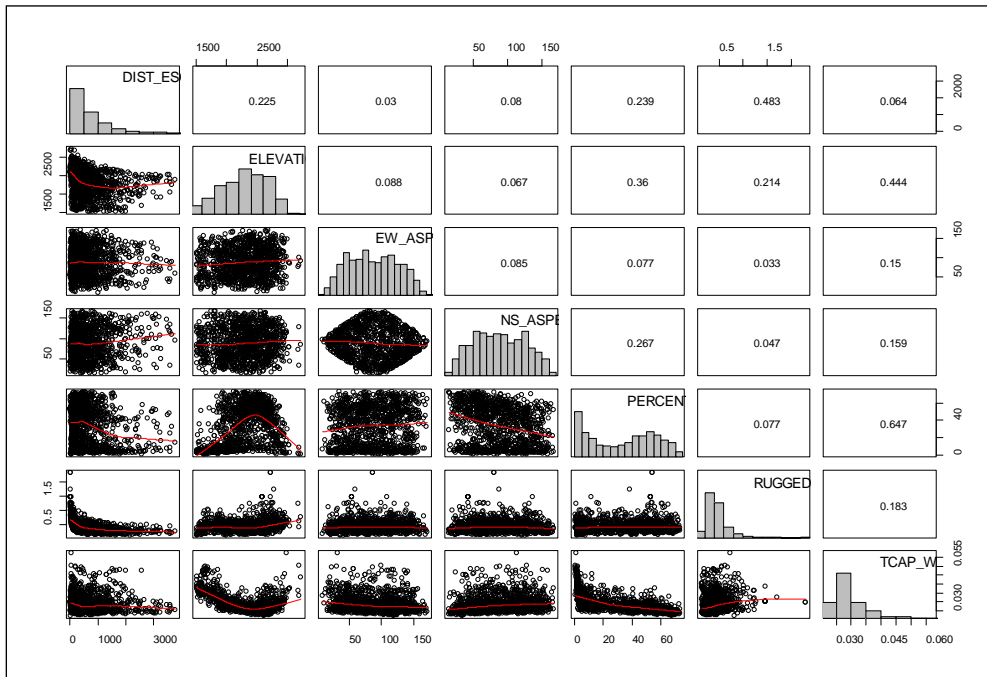 1500 2500 50 100 150 0.5 1.5
DIST_ES 0.225 0.03 0.08 0.239 0.483 0.064 0 2000
1500 2500 ELEVATI 0.088 0.067 0.36 0.214 0.444
EW_ASP 0.085 0.077 0.033 0.15 50 150
50 150 NS_ASPE 0.267 0.047 0.159
PERCENT 0.077 0.647 0 40
0.5 1.5 RUGGED 0.183
TCAP_W 0.030 0.055
0 1000 3000 50 100 150 0 20 40 60 0.030 0.045 0.060